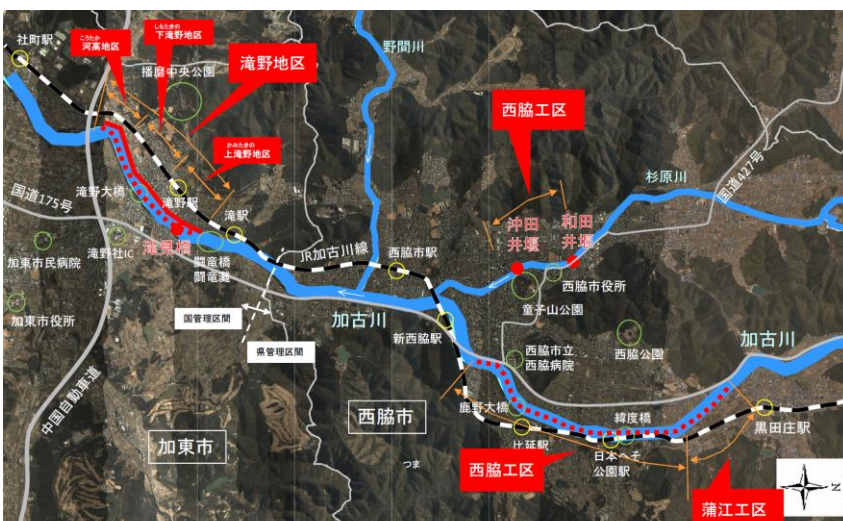 社町駅
こうたか
河高地区
しもたきの
下滝野地区
播磨中央公園
滝野地区
かみたきの
上滝野地区
野間川
西脇工区
杉原川
国道427号
国道175号
滝野大橋
滝野駅
滝駅
滝見橋
滝野社IC
闘竜橋
闘竜灘
加東市民病院
加東市役所
JR加古川線
西脇市駅
沖田
井堰
和田
井堰
西脇市役所
童子山公園
国管理区間
県管理区間
加古川
新西脇駅
西脇市立
西脇病院
西脇公園
加古川
中国自動車道
加東市
西脇市
鹿野大橋
つま
比延駅
緯度橋
日本へそ
公園駅
黒田庄駅
西脇工区
蒲江工区
N